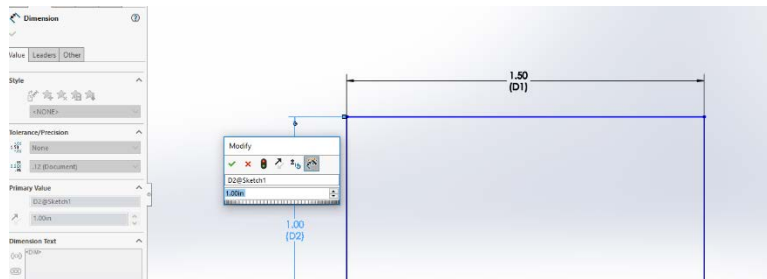 Dimension
Value Leaders Other
Style
<NONE>
Tolerance/Precision
None
.12 (Document)
Primary Value
D2@Sketch1
1.00in
Dimension Text
<DIM>
Modify
D2@Sketch1
1.00in
1.50
(D1)
1.00
(D2)